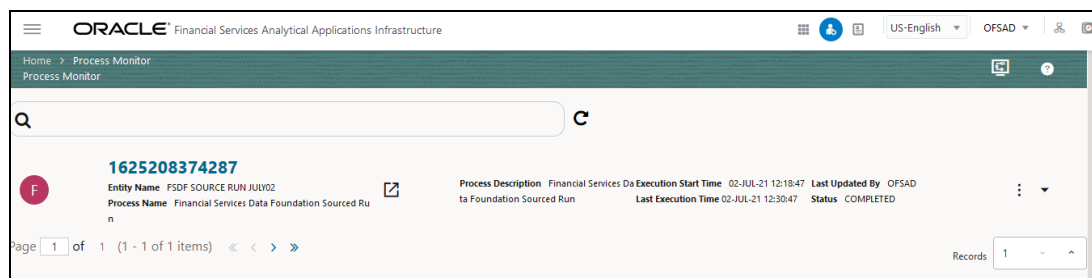 ORACLE® Financial Services Analytical Applications Infrastructure US-English OFSAD
Home > Process Monitor
Process Monitor
1625208374287
F
Entity Name FSDF SOURCE RUN JULY02
Process Name Financial Services Data Foundation Sourced Ru
n
Process Description Financial Services Da
ta Foundation Sourced Run
Execution Start Time 02-JUL-21 12:18:47
Last Execution Time 02-JUL-21 12:30:47
Last Updated By OFSAD
Status COMPLETED
Page 1 of 1 (1 - 1 of 1 items) « < > »
Records 1